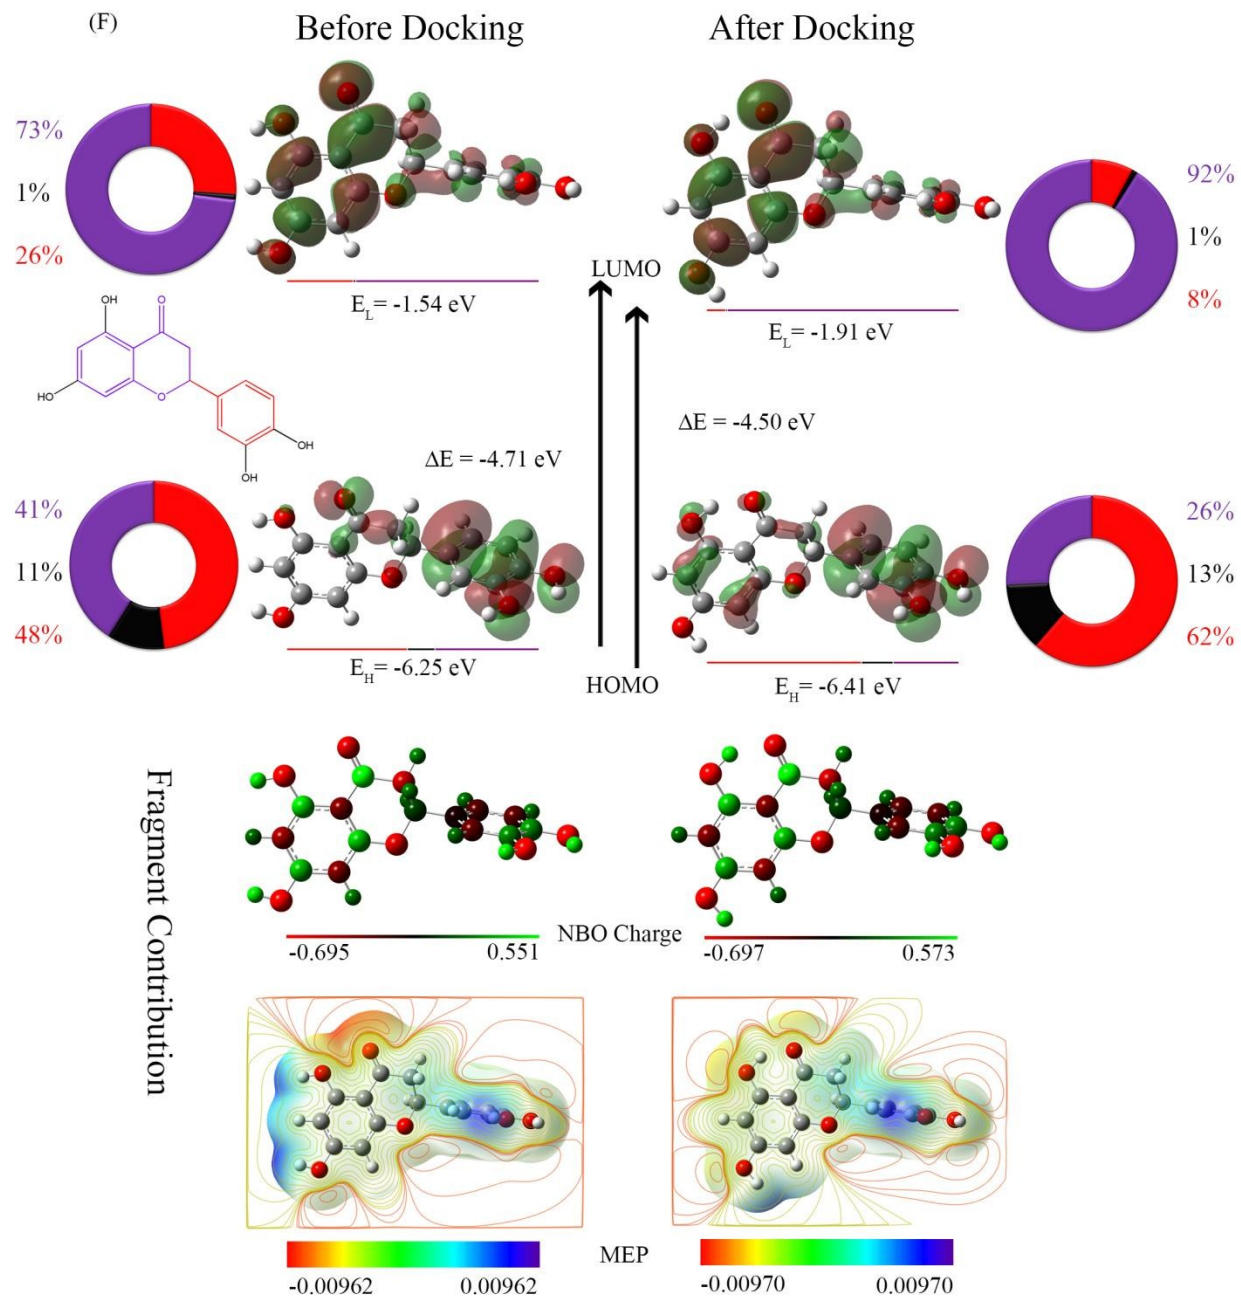 (F)
Before Docking
After Docking
73%
1%
26%
92%
1%
8%
LUMO
E_L= -1.54 eV
E_L= -1.91 eV
OH
O
HO
O
OH
OH
ΔE = -4.71 eV
ΔE = -4.50 eV
41%
11%
48%
26%
13%
62%
E_H= -6.25 eV
HOMO
E_H= -6.41 eV
Fragment Contribution
NBO Charge
-0.695
0.551
-0.697
0.573
MEP
-0.00962
0.00962
-0.00970
0.00970